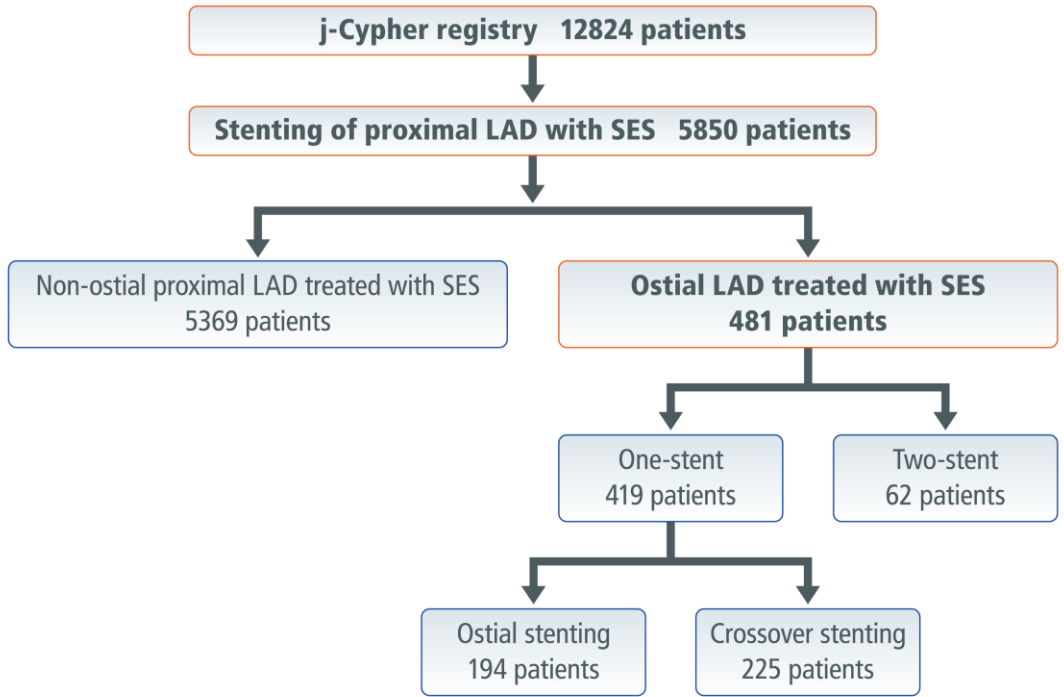 j-Cypher registry 12824 patients
Stenting of proximal LAD with SES 5850 patients
Non-ostial proximal LAD treated with SES
5369 patients
Ostial LAD treated with SES
481 patients
One-stent
419 patients
Two-stent
62 patients
Ostial stenting
194 patients
Crossover stenting
225 patients